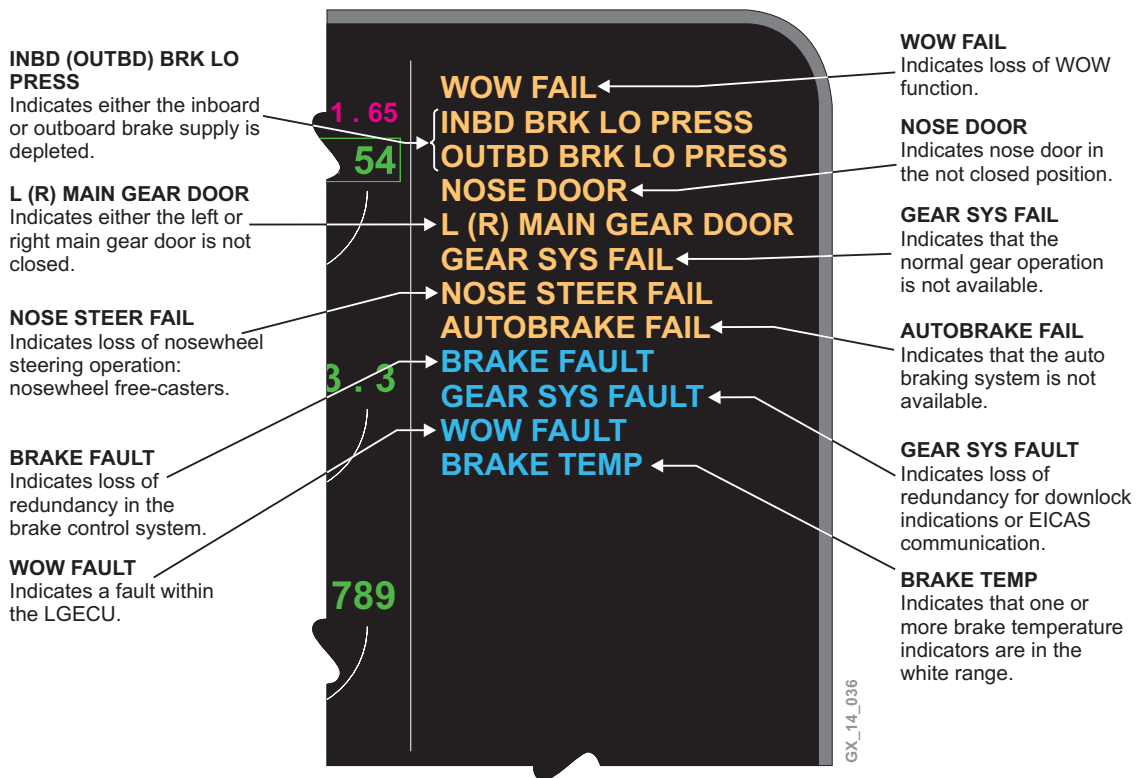 INBD (OUTBD) BRK LO
PRESS
Indicates either the inboard
or outboard brake supply is
depleted.
L (R) MAIN GEAR DOOR
Indicates either the left or
right main gear door is not
closed.
NOSE STEER FAIL
Indicates loss of nosewheel
steering operation:
nosewheel free-casters.
BRAKE FAULT
Indicates loss of
redundancy in the
brake control system.
WOW FAULT
Indicates a fault within
the LGECU.
1 . 65
54
3 . 3
789
WOW FAIL
INBD BRK LO PRESS
OUTBD BRK LO PRESS
NOSE DOOR
L (R) MAIN GEAR DOOR
GEAR SYS FAIL
NOSE STEER FAIL
AUTOBRAKE FAIL
BRAKE FAULT
GEAR SYS FAULT
WOW FAULT
BRAKE TEMP
WOW FAIL
Indicates loss of WOW
function.
NOSE DOOR
Indicates nose door in
the not closed position.
GEAR SYS FAIL
Indicates that the
normal gear operation
is not available.
AUTOBRAKE FAIL
Indicates that the auto
braking system is not
available.
GEAR SYS FAULT
Indicates loss of
redundancy for downlock
indications or EICAS
communication.
BRAKE TEMP
Indicates that one or
more brake temperature
indicators are in the
white range.
GX_14_036